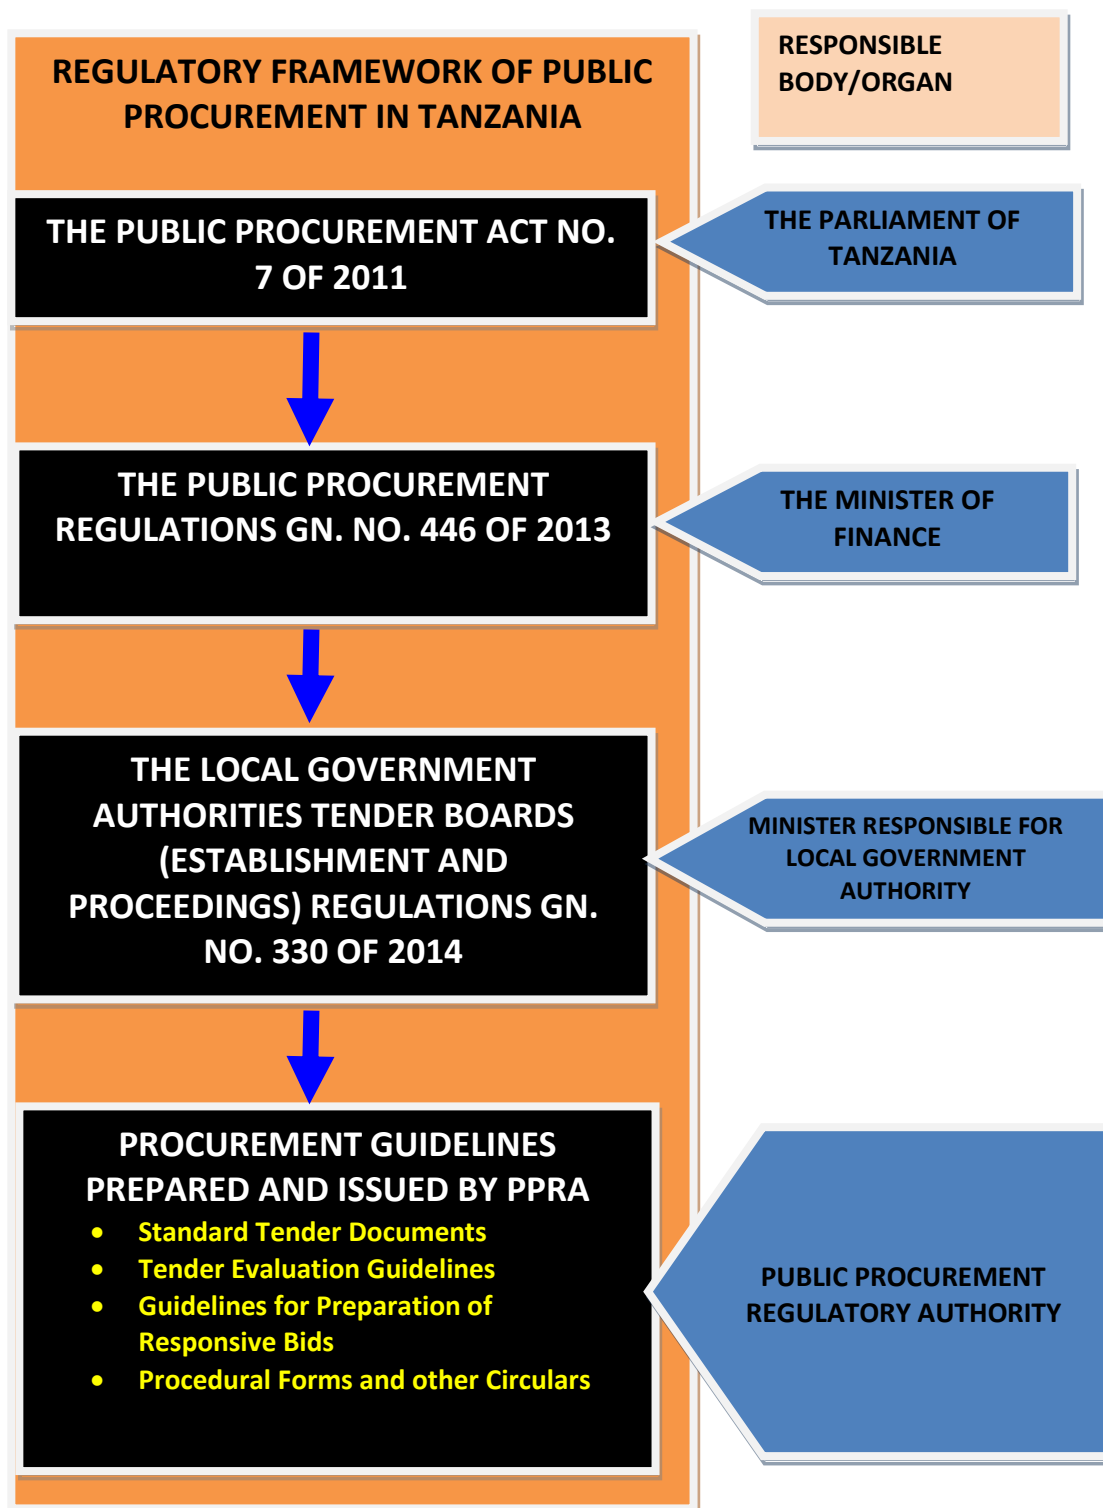 REGULATORY FRAMEWORK OF PUBLIC
PROCUREMENT IN TANZANIA
RESPONSIBLE
BODY/ORGAN
THE PUBLIC PROCUREMENT ACT NO.
7 OF 2011
THE PARLIAMENT OF
TANZANIA
THE PUBLIC PROCUREMENT
REGULATIONS GN. NO. 446 OF 2013
THE MINISTER OF
FINANCE
THE LOCAL GOVERNMENT
AUTHORITIES TENDER BOARDS
(ESTABLISHMENT AND
PROCEEDINGS) REGULATIONS GN.
NO. 330 OF 2014
MINISTER RESPONSIBLE FOR
LOCAL GOVERNMENT
AUTHORITY
PROCUREMENT GUIDELINES
PREPARED AND ISSUED BY PPRA
• Standard Tender Documents
• Tender Evaluation Guidelines
• Guidelines for Preparation of
Responsive Bids
• Procedural Forms and other Circulars
PUBLIC PROCUREMENT
REGULATORY AUTHORITY